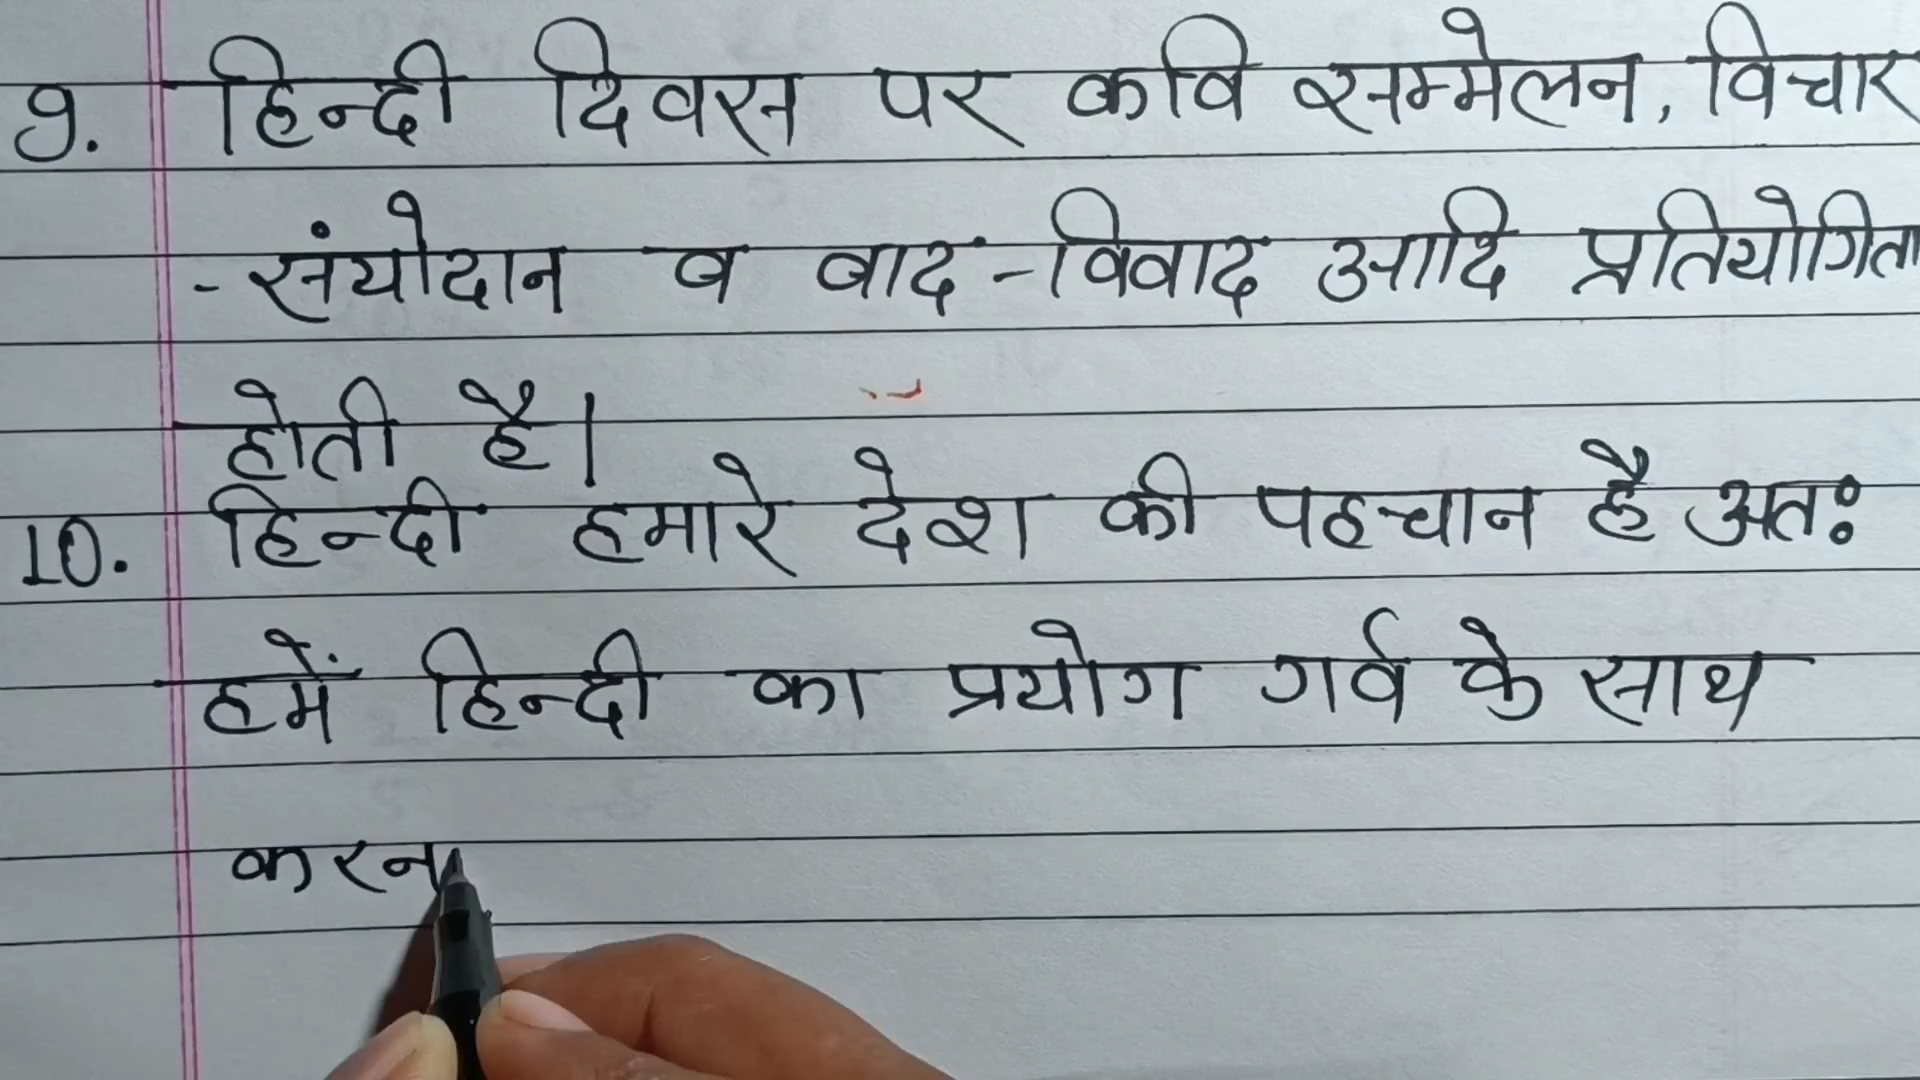 9. हिन्दी दिवस पर कवि सम्मेलन, विचार
- संयोदान व वाद-विवाद आदि प्रतियोगिता
होती है।
10. हिन्दी हमारे देश की पहचान है अतः
हमें हिन्दी का प्रयोग गर्व के साथ
करन